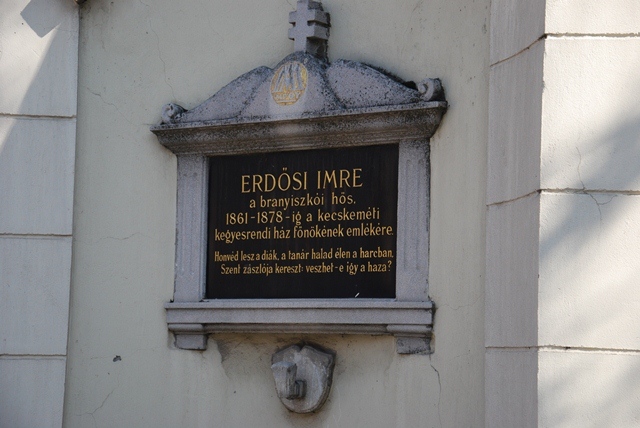 ERDŐSI IMRE
a branyiszkói hős,
1861-1878-ig a kecskeméti
kegyesrendi ház főnökének emlékére.
Honvéd lesz a diák, a tanár halad élen a harcban,
Szent zászlója kereszt: veszhet-e így a haza?